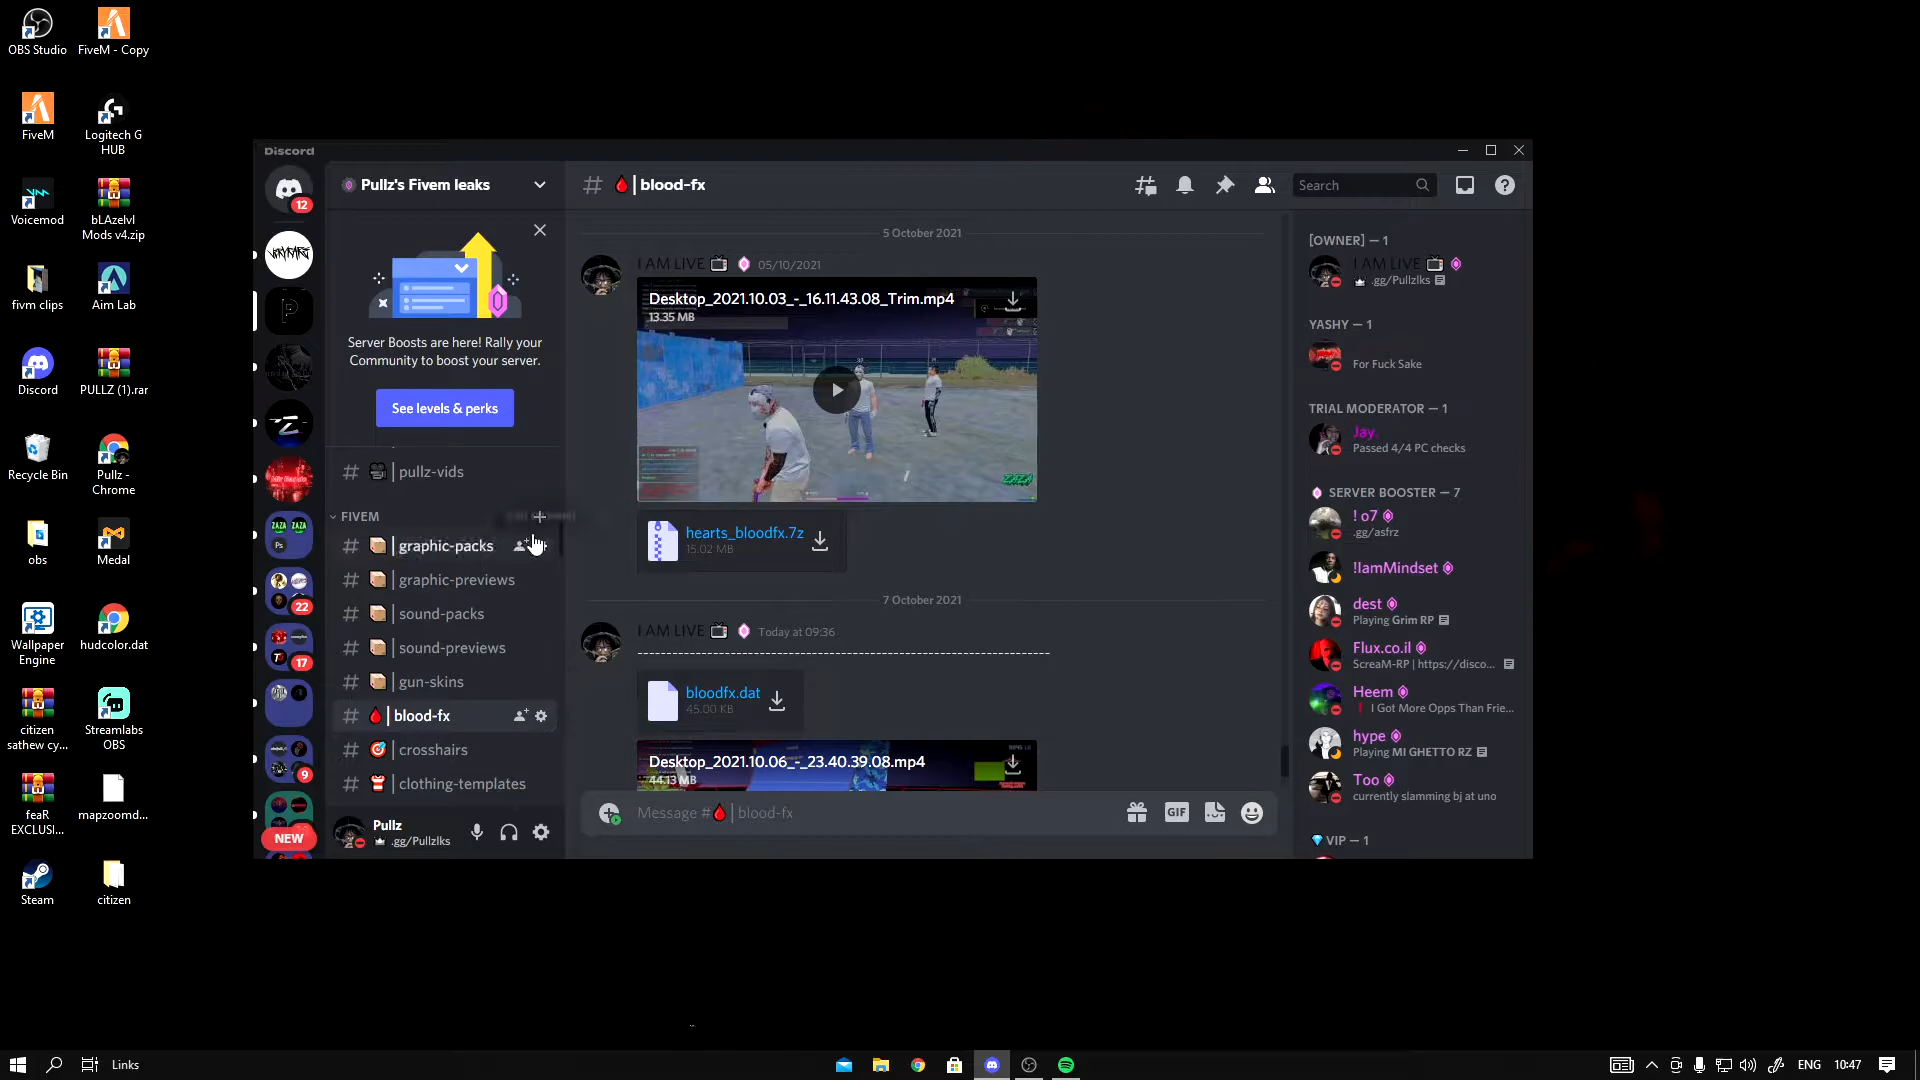 OBS Studio
FiveM - Copy
FiveM
Logitech G
HUB
Voicemod
bLAzelvl
Mods v4.zip
fivm clips
Aim Lab
Discord
PULLZ (1).rar
Recycle Bin
Pullz -
Chrome
obs
Medal
Wallpaper
Engine
hudcolor.dat
citizen
sathew cy...
Streamlabs
OBS
feaR
EXCLUSI...
mapzoomd...
Steam
citizen
Discord
12
22
17
9
NEW
ZAZA ZAZA
Ps
Pullz's Fivem leaks
Server Boosts are here! Rally your
Community to boost your server.
See levels & perks
# | pullz-vids
FIVEM
# | graphic-packs
# | graphic-previews
# | sound-packs
# | sound-previews
# | gun-skins
# | blood-fx
# | crosshairs
# | clothing-templates
Pullz
.gg/Pullzlks
# | blood-fx
Search
5 October 2021
I AM LIVE 05/10/2021
Desktop_2021.10.03_-_16.11.43.08_Trim.mp4
13.35 MB
ZAZA
hearts_bloodfx.7z
15.02 MB
7 October 2021
I AM LIVE Today at 09:36
bloodfx.dat
45.00 KB
Desktop_2021.10.06_-_23.40.39.08.mp4
44.13 MB
Message # | blood-fx
GIF
[OWNER] — 1
I AM LIVE
.gg/Pullzlks
YASHY — 1
For Fuck Sake
TRIAL MODERATOR — 1
Jay.
Passed 4/4 PC checks
SERVER BOOSTER — 7
! o7
.gg/asfrz
!IamMindset
dest
Playing Grim RP
Flux.co.il
ScreaM-RP | https://disco...
Heem
I Got More Opps Than Frie...
hype
Playing MI GHETTO RZ
Too
currently slamming bj at uno
VIP — 1
Links
ENG
10:47